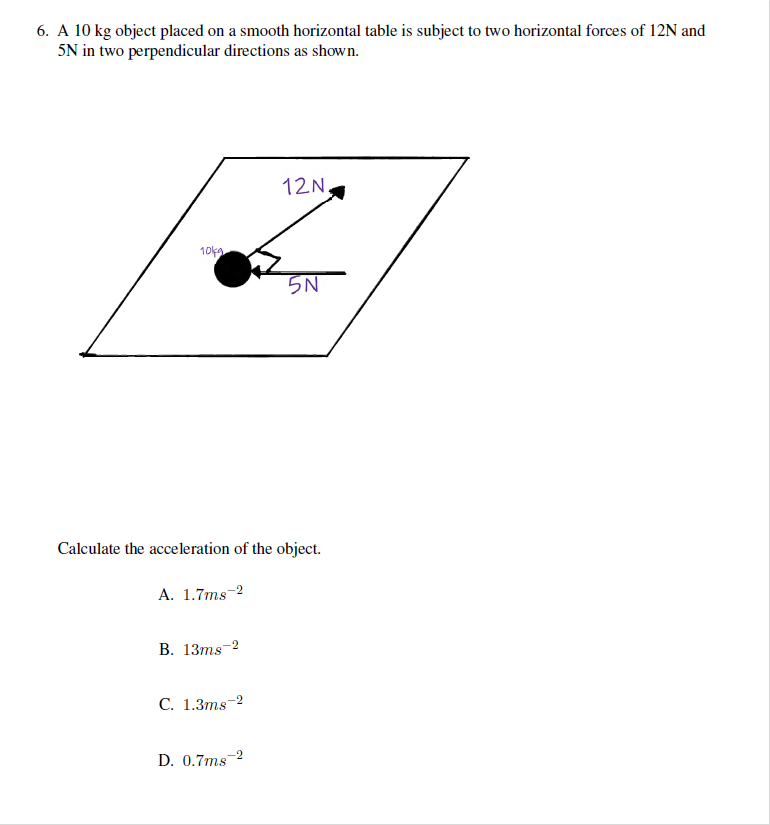 6. A 10 kg object placed on a smooth horizontal table is subject to two horizontal forces of 12N and
5N in two perpendicular directions as shown.
12N
10kg
5N
Calculate the acceleration of the object.
A. 1.7ms⁻²
B. 13ms⁻²
C. 1.3ms⁻²
D. 0.7ms⁻²